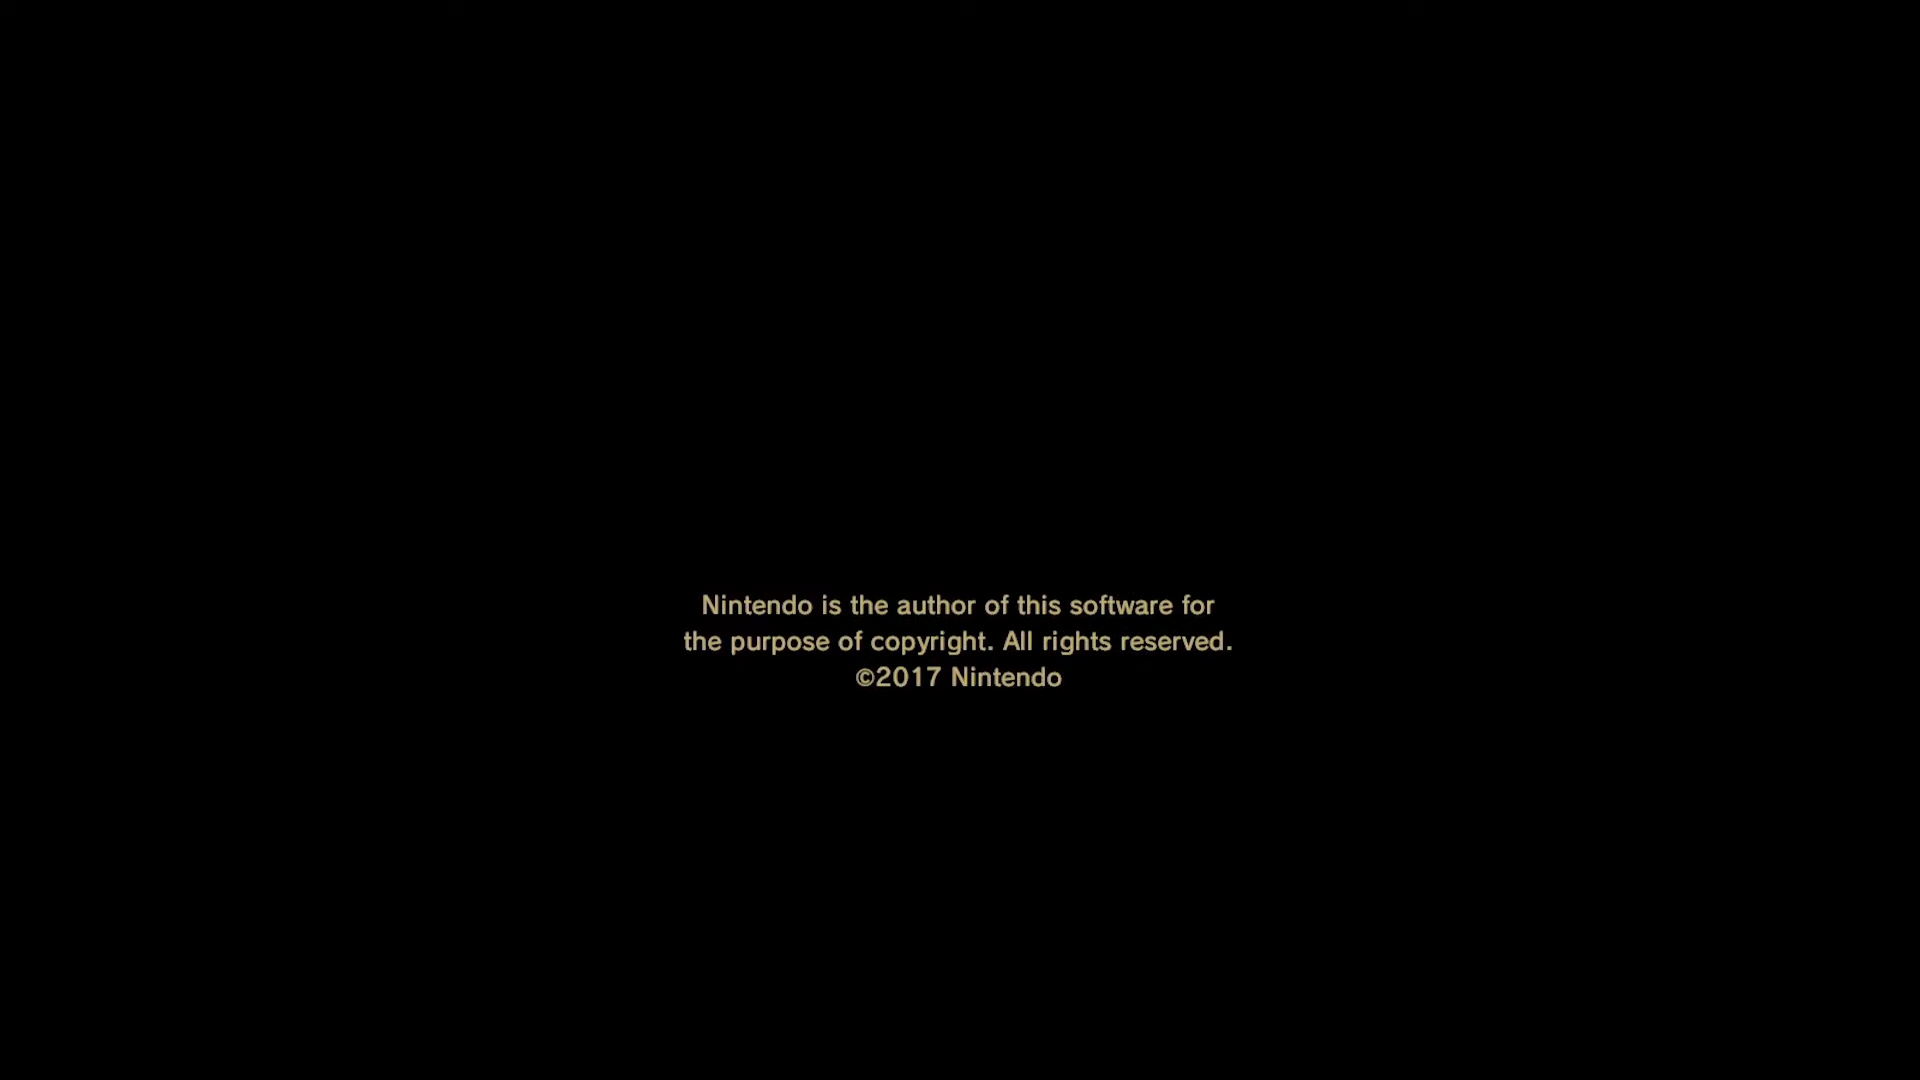 Nintendo is the author of this software for
the purpose of copyright. All rights reserved.
©2017 Nintendo